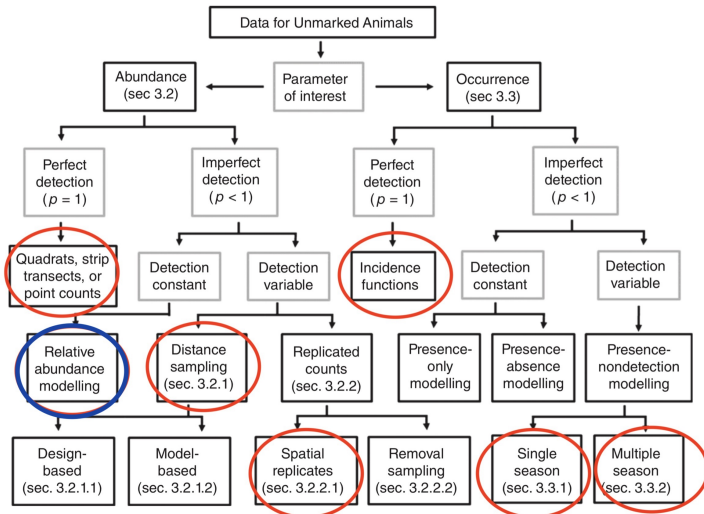 Data for Unmarked Animals
Abundance
(sec 3.2)
Parameter
of interest
Occurrence
(sec 3.3)
Perfect
detection
(p = 1)
Imperfect
detection
(p < 1)
Perfect
detection
(p = 1)
Imperfect
detection
(p < 1)
Quadrats, strip
transects, or
point counts
Detection
constant
Detection
variable
Incidence
functions
Detection
constant
Detection
variable
Relative
abundance
modelling
Distance
sampling
(sec. 3.2.1)
Replicated
counts
(sec. 3.2.2)
Presence-
only
modelling
Presence-
absence
modelling
Presence-
nondetection
modelling
Design-
based
(sec. 3.2.1.1)
Model-
based
(sec. 3.2.1.2)
Spatial
replicates
(sec. 3.2.2.1)
Removal
sampling
(sec. 3.2.2.2)
Single
season
(sec. 3.3.1)
Multiple
season
(sec. 3.3.2)